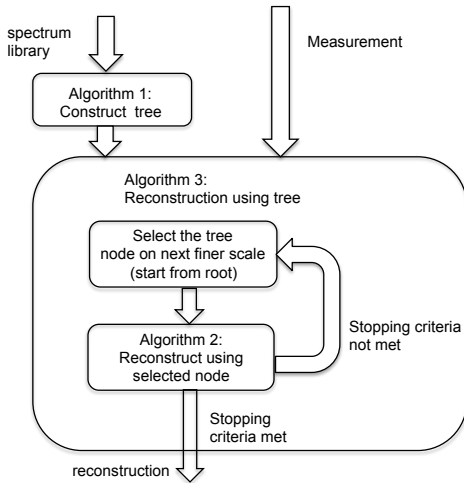 spectrum
library
Measurement
Algorithm 1:
Construct tree
Algorithm 3:
Reconstruction using tree
Select the tree
node on next finer scale
(start from root)
Algorithm 2:
Reconstruct using
selected node
Stopping criteria
not met
Stopping
criteria met
reconstruction